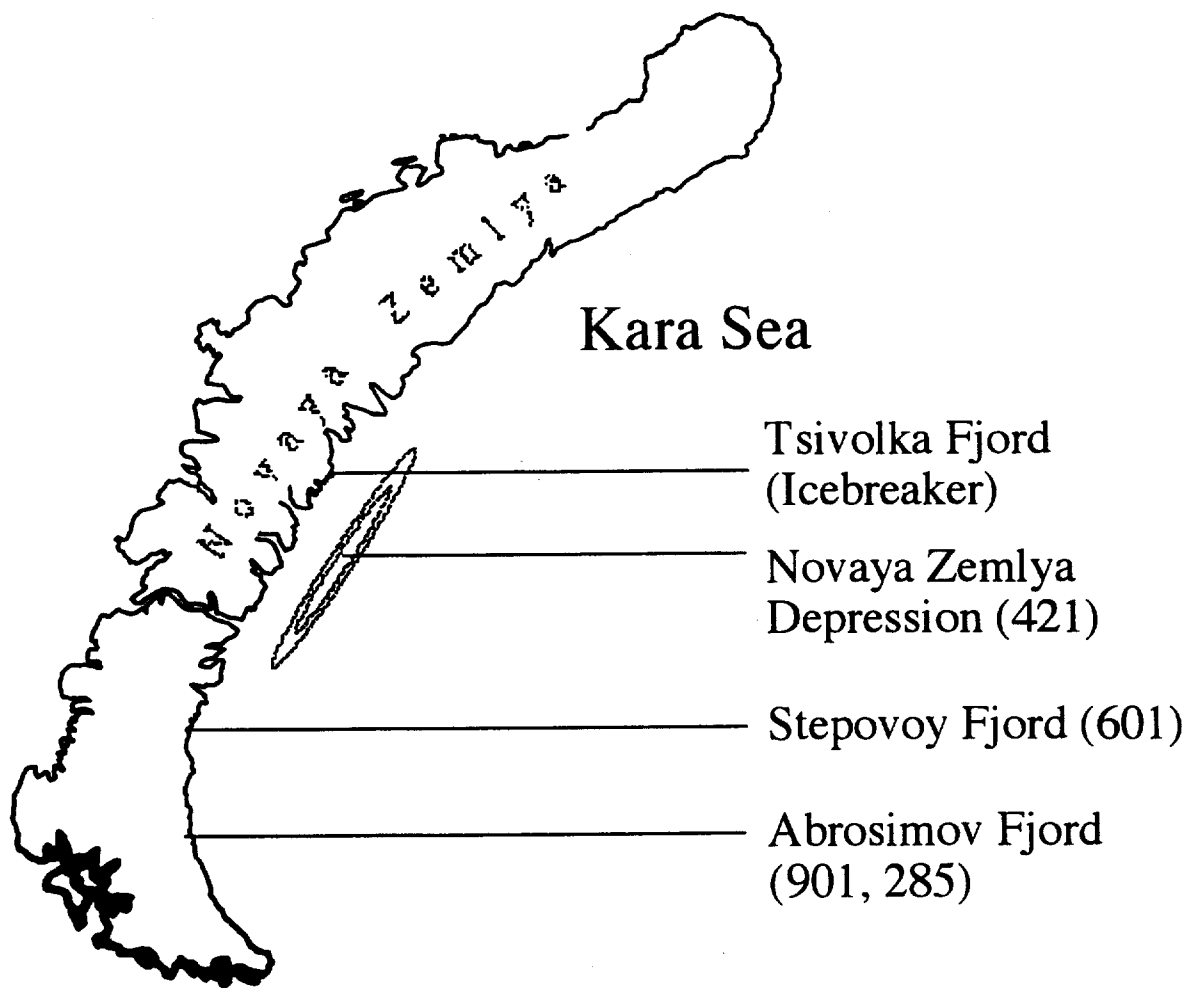 Novaya Zemlya
Kara Sea
Tsivolka Fjord
(Icebreaker)
Novaya Zemlya
Depression (421)
Stepovoy Fjord (601)
Abrosimov Fjord
(901, 285)